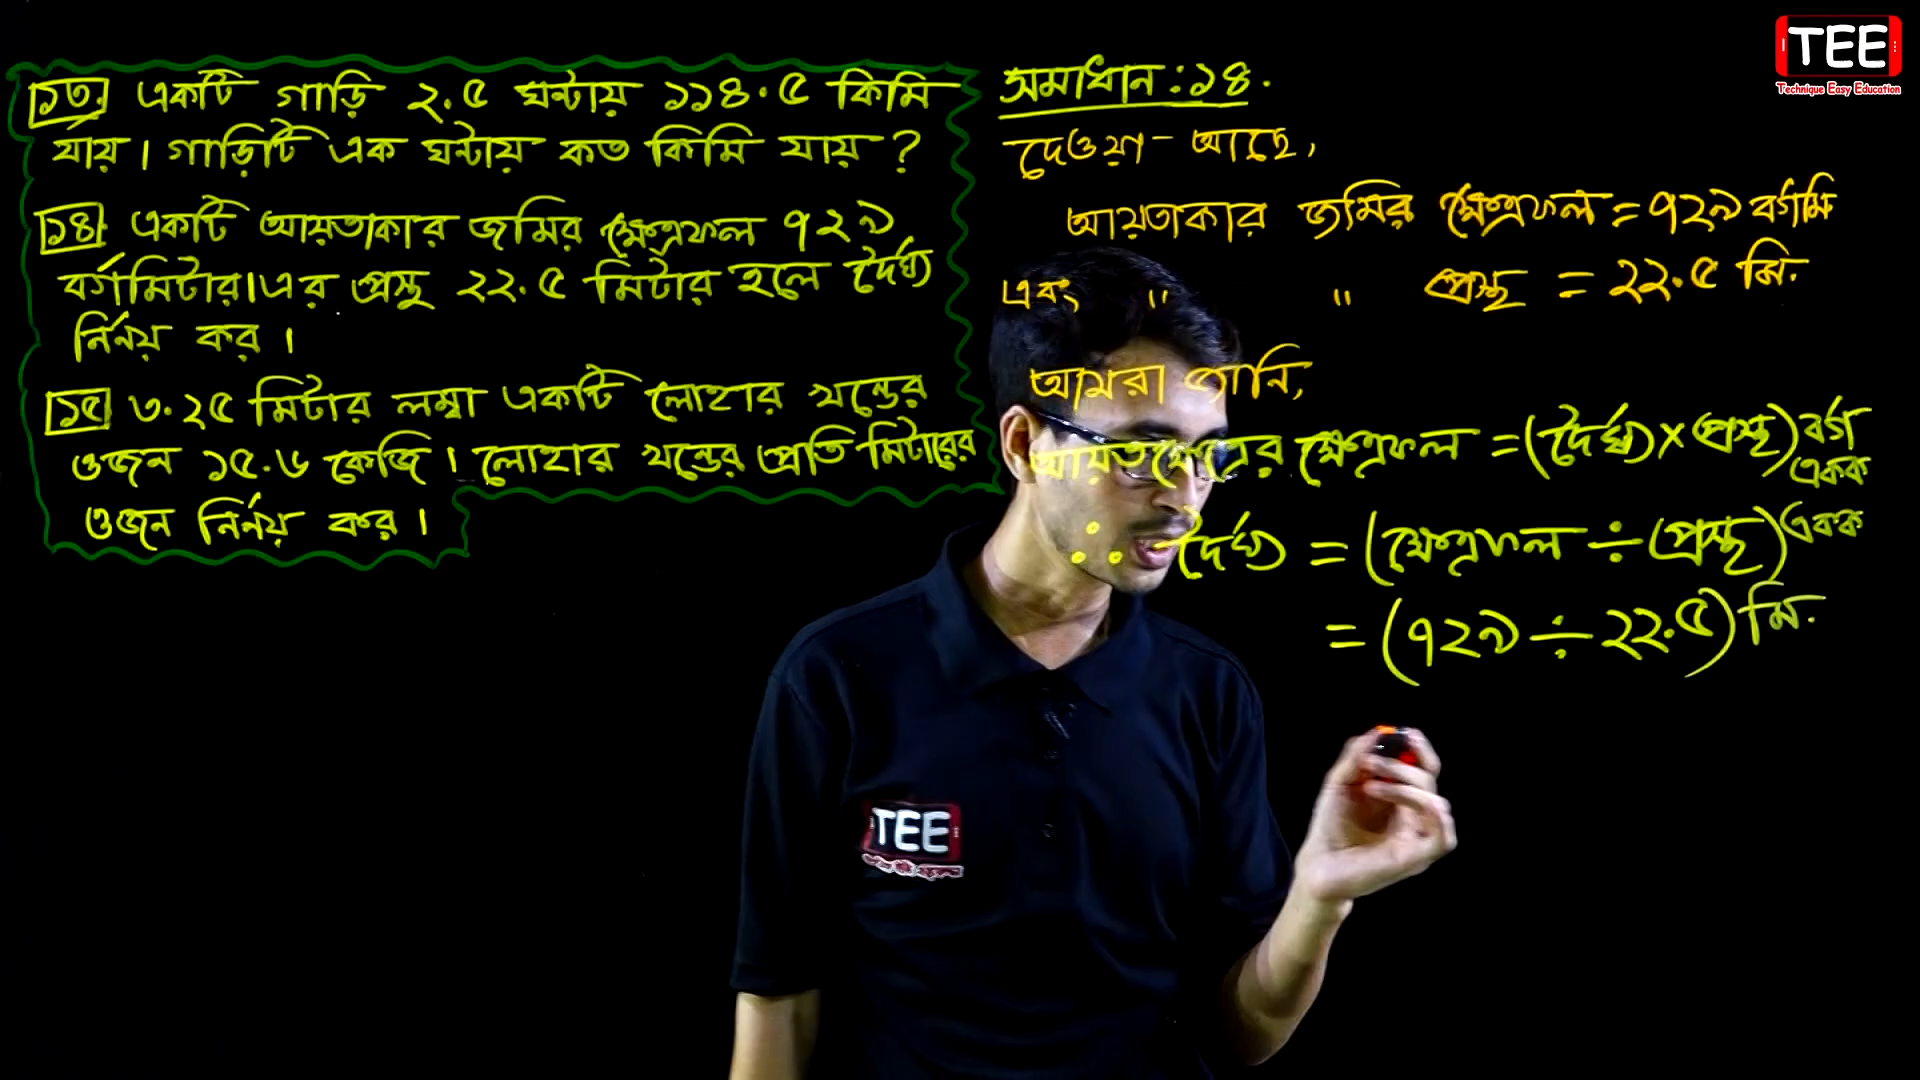 ১৩ একটি গাড়ি ২.৫ ঘন্টায় ১১৪.৫ কিমি
যায়। গাড়িটি এক ঘন্টায় কত কিমি যায়?
১৪ একটি আয়তাকার জমির ক্ষেত্রফল ৭২৯
বর্গমিটার। এর প্রস্থ ২২.৫ মিটার হলে দৈর্ঘ্য
নির্নয় কর।
১৫ ৩.২৫ মিটার লম্বা একটি লোহার খন্ডের
ওজন ১৫.৬ কেজি। লোহার খন্ডের প্রতি মিটারের
ওজন নির্নয় কর।
সমাধান:১৪.
দেওয়া-আছে,
আয়তাকার জমির ক্ষেত্রফল = ৭২৯ বর্গমি
এবং " " প্রস্থ = ২২.৫ মি.
আমরা জানি,
আয়তক্ষেত্রের ক্ষেত্রফল = (দৈর্ঘ্য × প্রস্থ) বর্গ একক
∴ দৈর্ঘ্য = (ক্ষেত্রফল ÷ প্রস্থ) একক
= (৭২৯ ÷ ২২.৫) মি.
TEE
Technique Easy Education
TEE